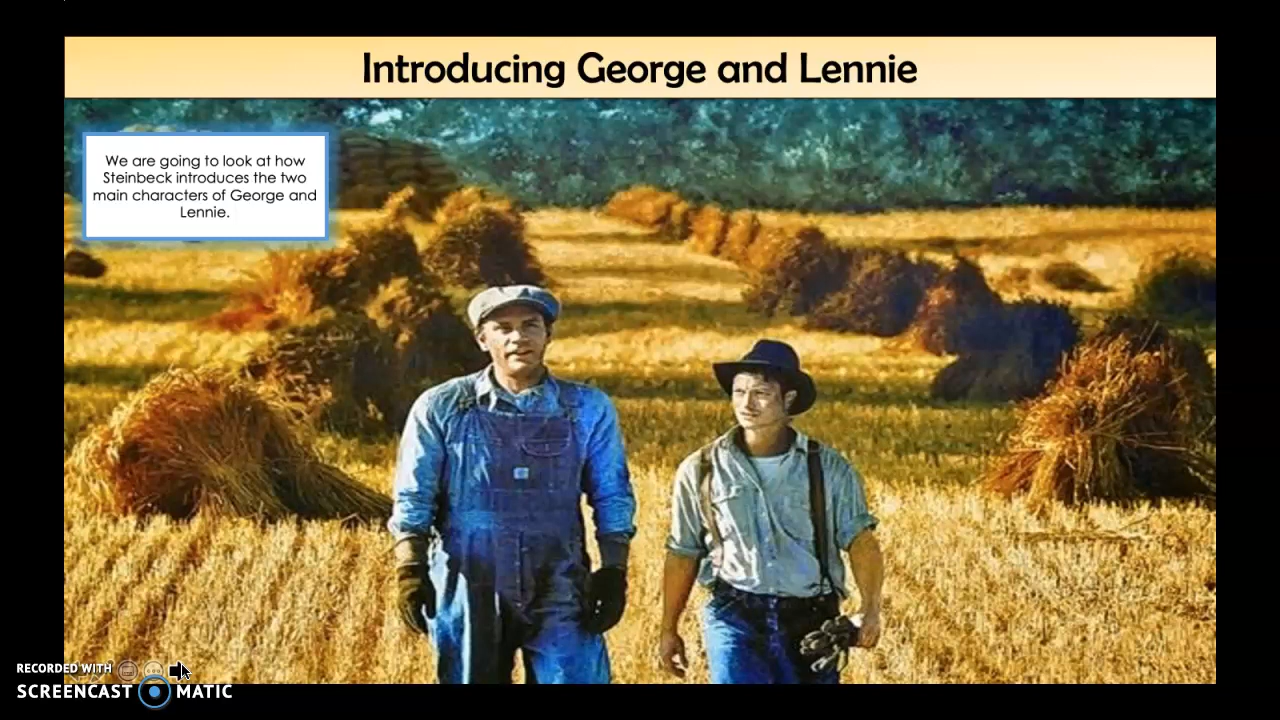 Introducing George and Lennie
We are going to look at how
Steinbeck introduces the two
main characters of George and
Lennie.
RECORDED WITH
SCREENCAST MATIC